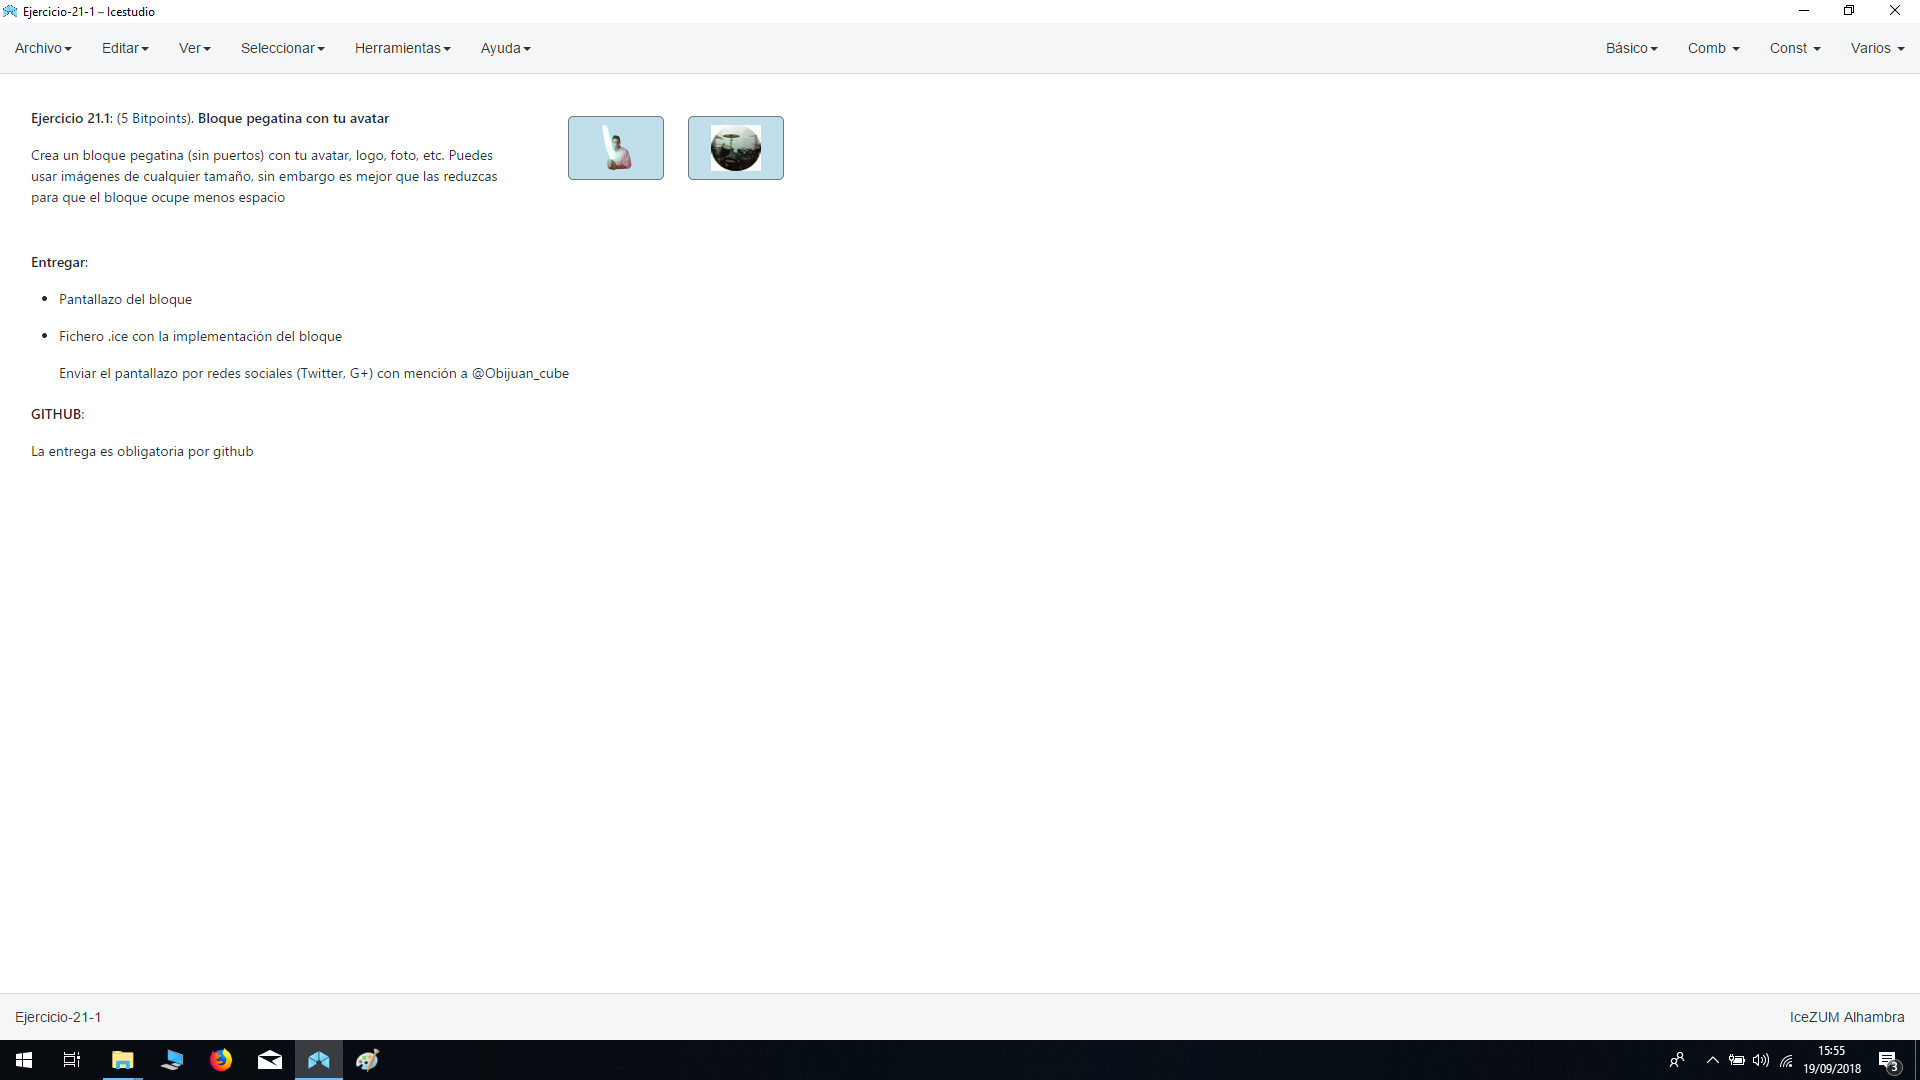 Ejercicio-21-1 – Icestudio
Archivo Editar Ver Seleccionar Herramientas Ayuda Básico Comb Const Varios
Ejercicio 21.1: (5 Bitpoints). Bloque pegatina con tu avatar
Crea un bloque pegatina (sin puertos) con tu avatar, logo, foto, etc. Puedes
usar imágenes de cualquier tamaño, sin embargo es mejor que las reduzcas
para que el bloque ocupe menos espacio
Entregar:
Pantallazo del bloque
Fichero .ice con la implementación del bloque
Enviar el pantallazo por redes sociales (Twitter, G+) con mención a @Obijuan_cube
GITHUB:
La entrega es obligatoria por github
Ejercicio-21-1 IceZUM Alhambra
15:55
19/09/2018
3